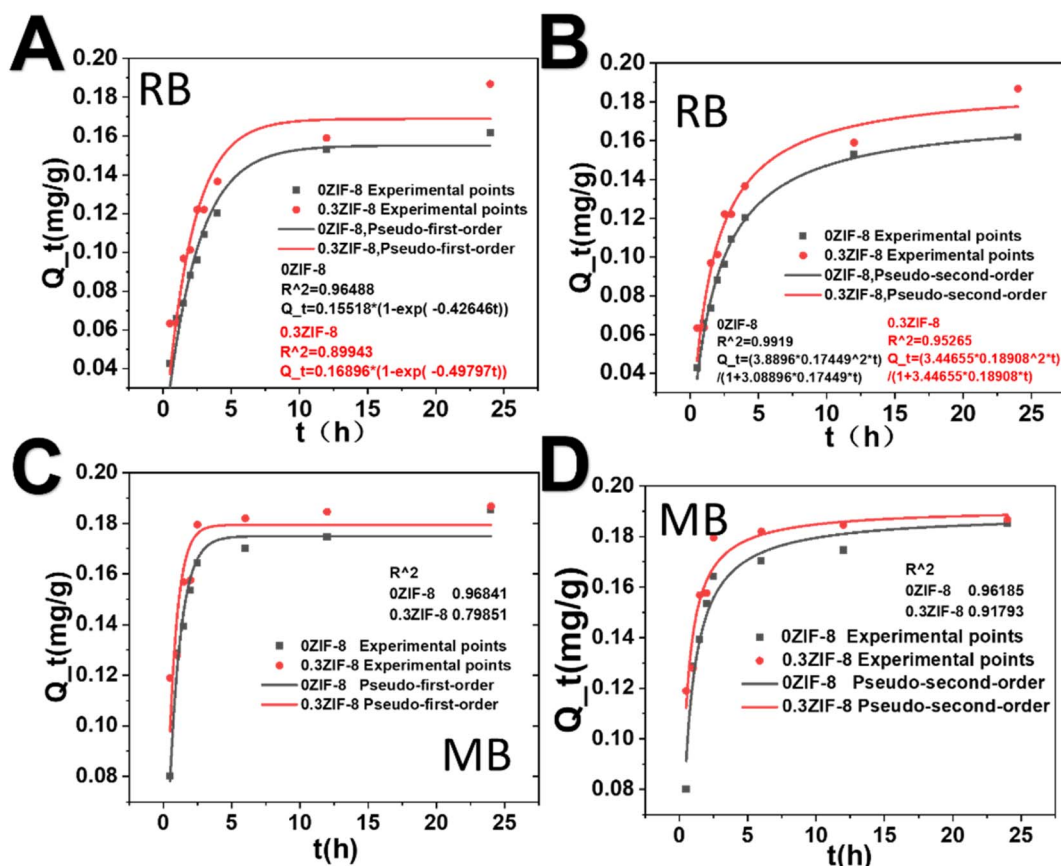 A
RB
Q_t(mg/g)
0.20
0.18
0.16
0.14
0.12
0.10
0.08
0.06
0.04
0ZIF-8 Experimental points
0.3ZIF-8 Experimental points
0ZIF-8,Pseudo-first-order
0.3ZIF-8,Pseudo-first-order
0ZIF-8
R^2=0.96488
Q_t=0.15518*(1-exp( -0.42646t))
0.3ZIF-8
R^2=0.89943
Q_t=0.16896*(1-exp( -0.49797t))
0 5 10 15 20 25
t（h）
B
RB
Q_t(mg/g)
0.20
0.18
0.16
0.14
0.12
0.10
0.08
0.06
0.04
0ZIF-8 Experimental points
0.3ZIF-8 Experimental points
0ZIF-8,Pseudo-second-order
0.3ZIF-8,Pseudo-second-order
0ZIF-8
R^2=0.9919
Q_t=(3.8896*0.17449^2*t)
/(1+3.08896*0.17449*t)
0.3ZIF-8
R^2=0.95265
Q_t=(3.44655*0.18908^2*t)
/(1+3.44655*0.18908*t)
0 5 10 15 20 25
t（h）
C
Q_t(mg/g)
0.20
0.18
0.16
0.14
0.12
0.10
0.08
R^2
0ZIF-8 0.96841
0.3ZIF-8 0.79851
0ZIF-8 Experimental points
0.3ZIF-8 Experimental points
0ZIF-8 Pseudo-first-order
0.3ZIF-8 Pseudo-first-order
MB
0 5 10 15 20 25
t(h)
D
MB
Q_t(mg/g)
0.20
0.18
0.16
0.14
0.12
0.10
0.08
R^2
0ZIF-8 0.96185
0.3ZIF-8 0.91793
0ZIF-8 Experimental points
0.3ZIF-8 Experimental points
0ZIF-8 Pseudo-second-order
0.3ZIF-8 Pseudo-second-order
0 5 10 15 20 25
t(h)